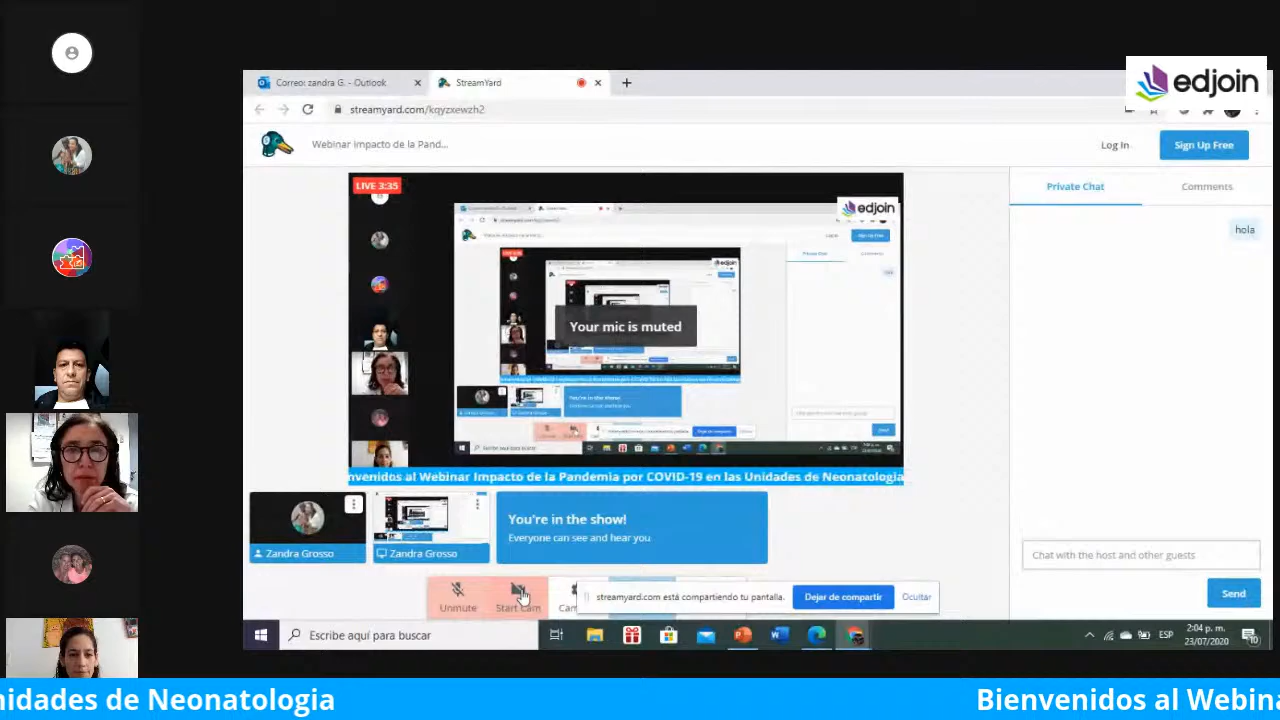 edjoin
Correo: zandra G. - Outlook
StreamYard
streamyard.com/kqyzxewzh2
Webinar Impacto de la Pand...
Log In
Sign Up Free
Private Chat
Comments
hola
LIVE 3:35
edjoin
Your mic is muted
nvenidos al Webinar Impacto de la Pandemia por COVID-19 en las Unidades de Neonatologia
Zandra Grosso
Zandra Grosso
You're in the show!
Everyone can see and hear you
Chat with the host and other guests
Send
Unmute
Start Cam
streamyard.com está compartiendo tu pantalla.
Dejar de compartir
Ocultar
Escribe aquí para buscar
ESP
2:04 p. m.
23/07/2020
10
nidades de Neonatologia
Bienvenidos al Webina